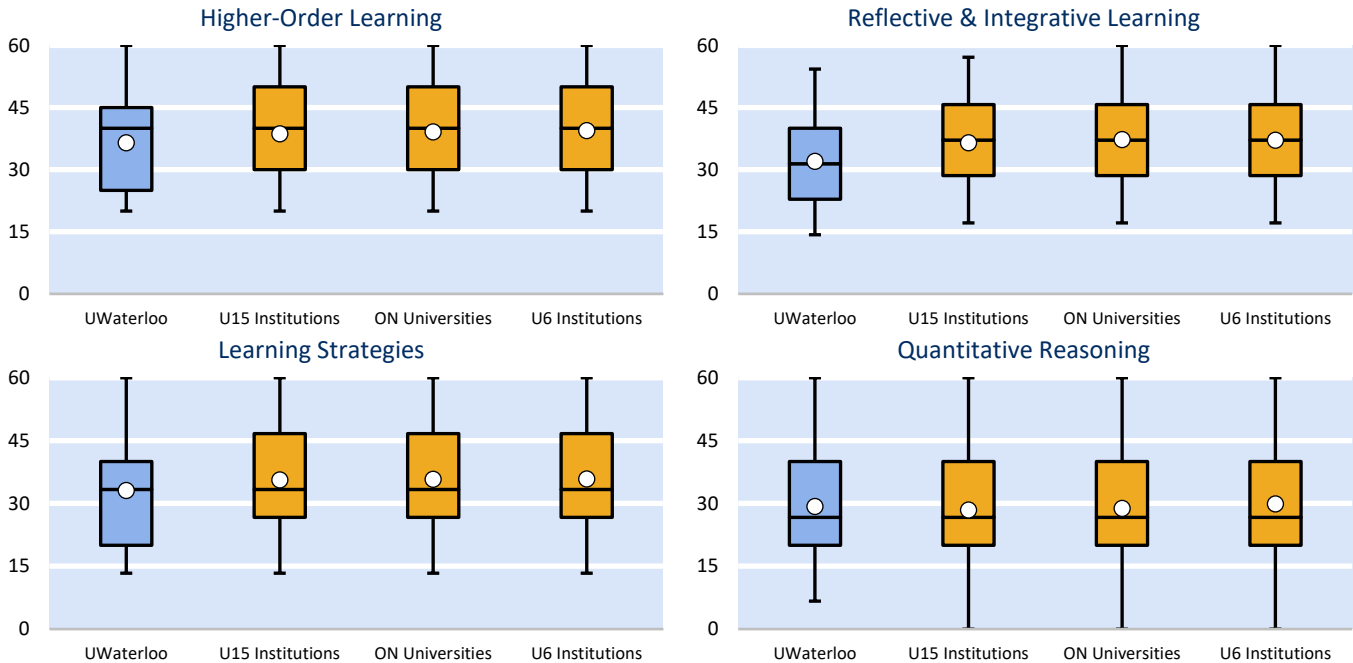 Higher-Order Learning
60
45
30
15
0
UWaterloo U15 Institutions ON Universities U6 Institutions
Reflective & Integrative Learning
60
45
30
15
0
UWaterloo U15 Institutions ON Universities U6 Institutions
Learning Strategies
60
45
30
15
0
UWaterloo U15 Institutions ON Universities U6 Institutions
Quantitative Reasoning
60
45
30
15
0
UWaterloo U15 Institutions ON Universities U6 Institutions